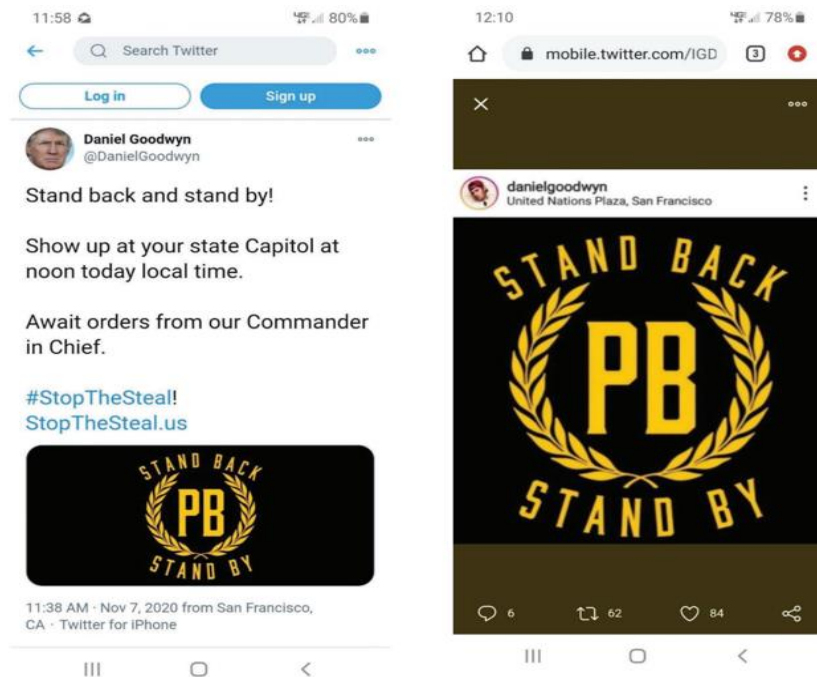 11:58
80%
Search Twitter
Log in
Sign up
Daniel Goodwyn
@DanielGoodwyn
Stand back and stand by!
Show up at your state Capitol at
noon today local time.
Await orders from our Commander
in Chief.
#StopTheSteal!
StopTheSteal.us
STAND BACK
PB
STAND BY
11:38 AM · Nov 7, 2020 from San Francisco,
CA · Twitter for iPhone
12:10
78%
mobile.twitter.com/IGD
3
danielgoodwyn
United Nations Plaza, San Francisco
STAND BACK
PB
STAND BY
6
62
84